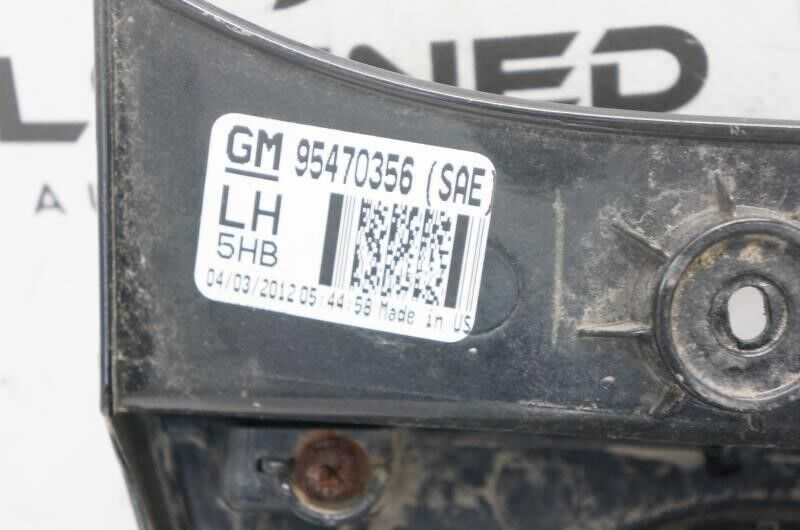 GM 95470356 (SAE)
LH
5HB
04/03/2012 05:44:58 Made in US